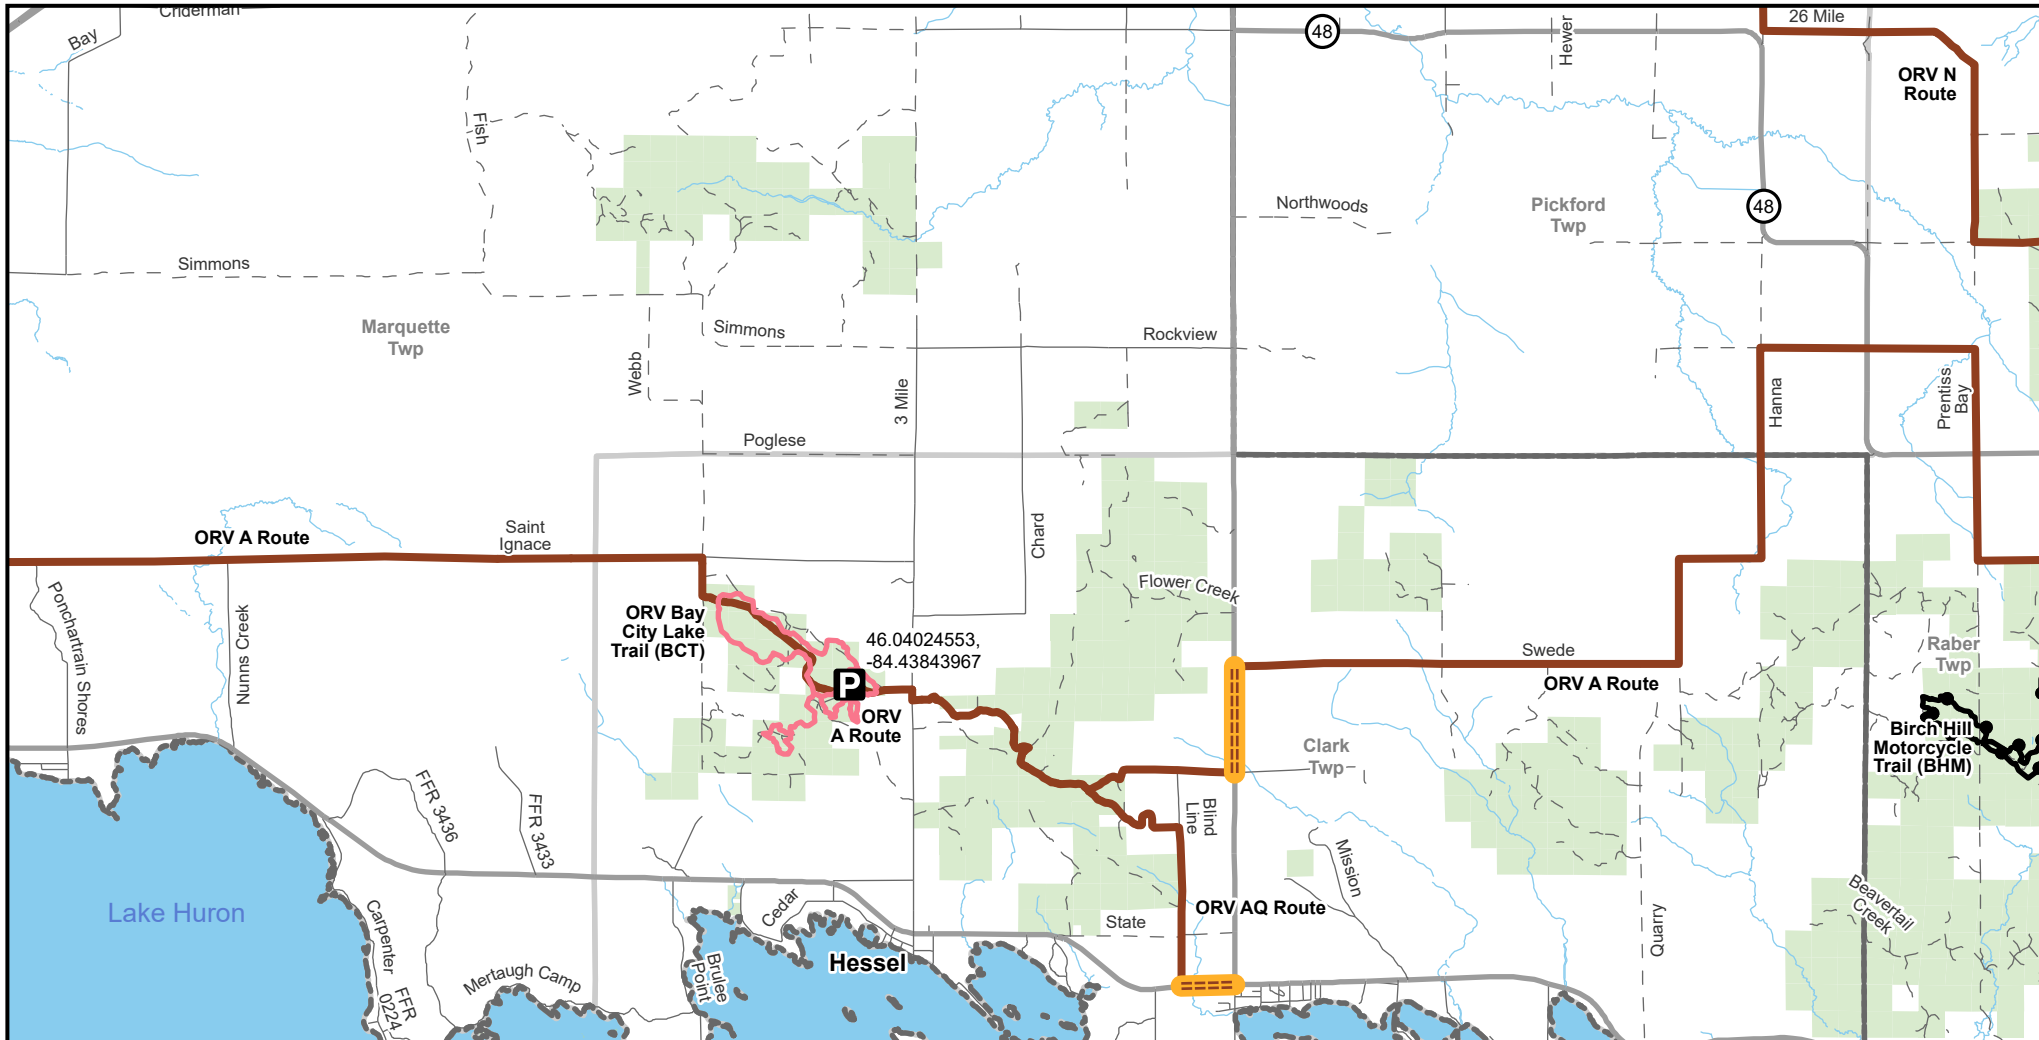 Criderman
Bay
Fish
48
Hewer
26 Mile
ORV N
Route
Northwoods
Pickford
Twp
48
Simmons
Marquette
Twp
Simmons
Webb
3 Mile
Rockview
Hanna
Prentiss
Bay
Poglese
ORV A Route
Saint
Ignace
Chard
Flower Creek
Ponchartrain Shores
Nunns Creek
ORV Bay
City Lake
Trail (BCT)
46.04024553,
-84.43843967
P
ORV
A Route
Swede
ORV A Route
Raber
Twp
Birch Hill
Motorcycle
Trail (BHM)
Clark
Twp
Blind
Line
FFR 3436
FFR 3433
Mission
Lake Huron
Carpenter
FFR
0224
Mertaugh Camp
Cedar
Brulee
Point
Hessel
State
ORV AQ Route
Quarry
Beavertail
Creek